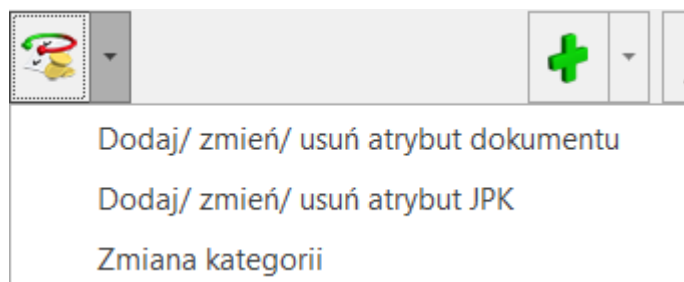 Dodaj/ zmień/ usuń atrybut dokumentu
Dodaj/ zmień/ usuń atrybut JPK
Zmiana kategorii